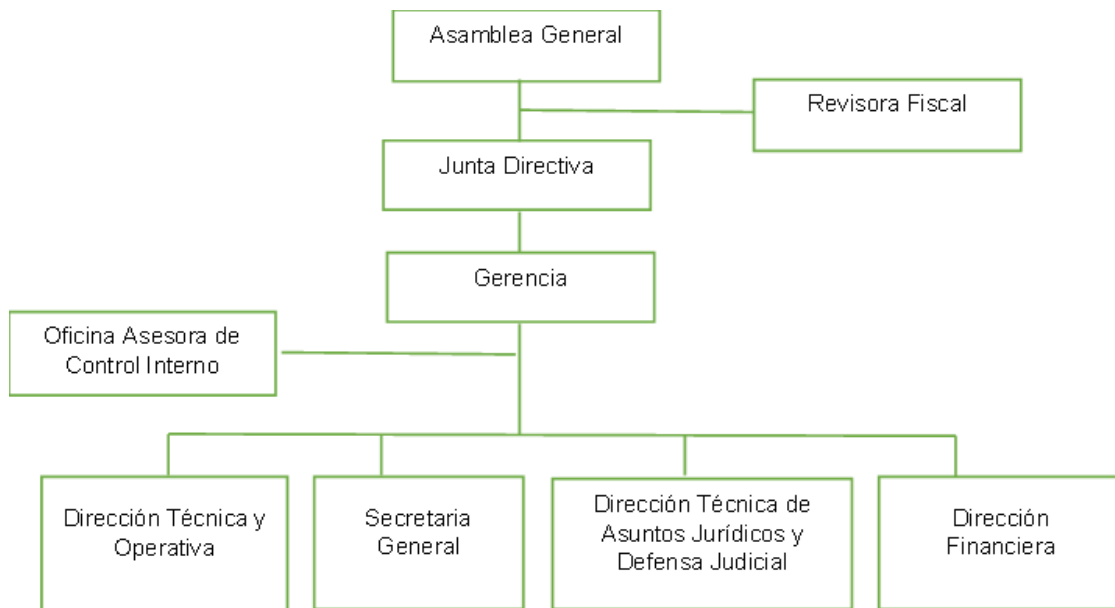 Asamblea General
Revisora Fiscal
Junta Directiva
Gerencia
Oficina Asesora de
Control Interno
Dirección Técnica y
Operativa
Secretaria
General
Dirección Técnica de
Asuntos Jurídicos y
Defensa Judicial
Dirección
Financiera